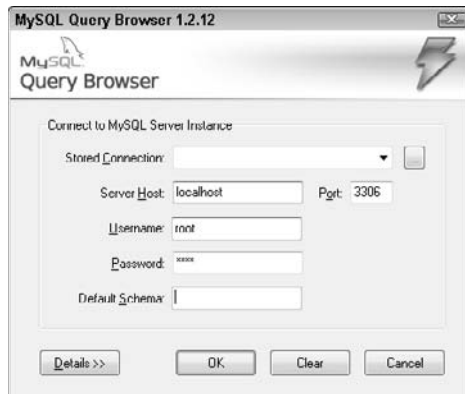 MySQL Query Browser 1.2.12
MySQL
Query Browser
Connect to MySQL Server Instance
Stored Connection:
Server Host: localhost Port: 3306
Username: root
Password: ****
Default Schema:
Details >> OK Clear Cancel